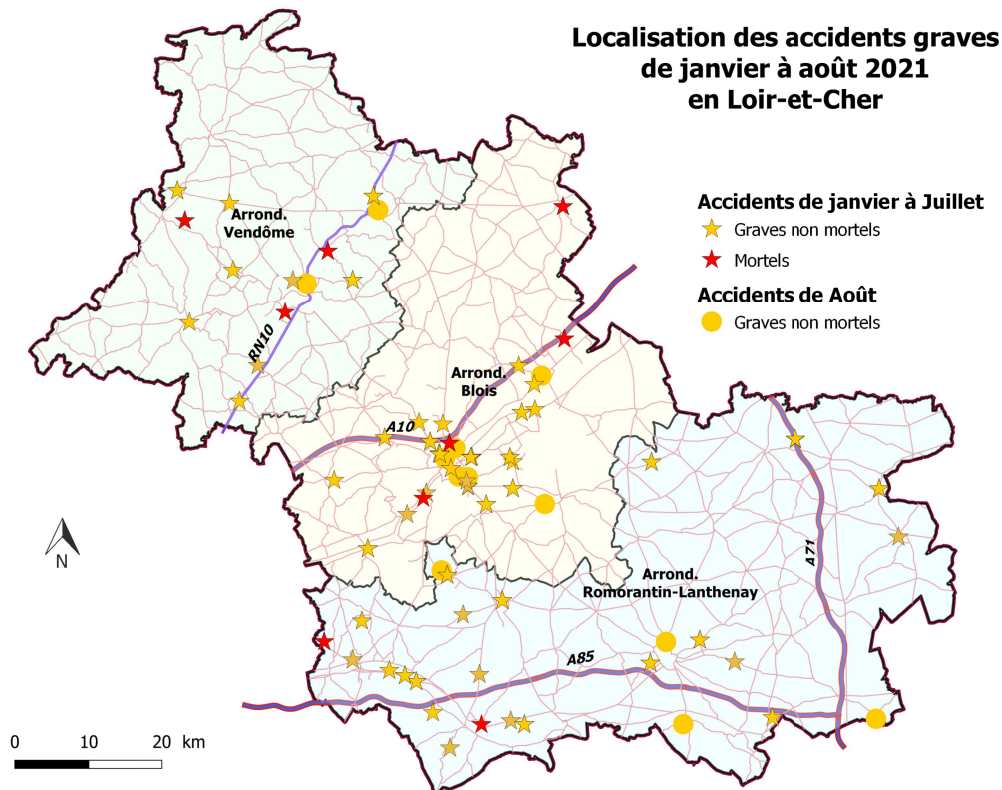 Localisation des accidents graves
de janvier à août 2021
en Loir-et-Cher
Accidents de janvier à Juillet
Graves non mortels
Mortels
Accidents de Août
Graves non mortels
Arrond.
Vendôme
RN10
Arrond.
Blois
A10
A71
Arrond.
Romorantin-Lanthenay
A85
N
0 10 20 km